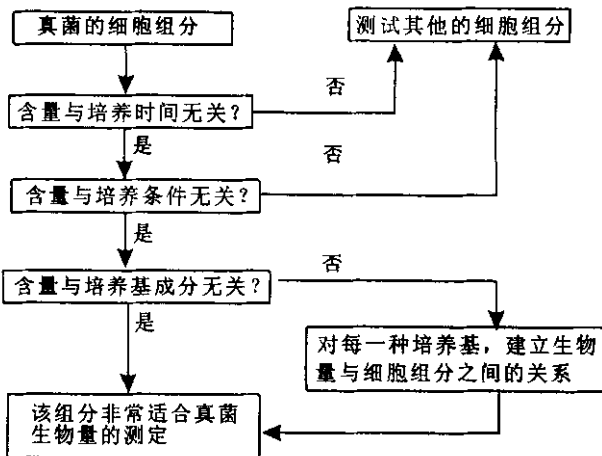 真菌的细胞组分
测试其他的细胞组分
否
含量与培养时间无关？
是
否
含量与培养条件无关？
是
否
含量与培养基成分无关？
是
对每一种培养基，建立生物
量与细胞组分之间的关系
该组分非常适合真菌
生物量的测定